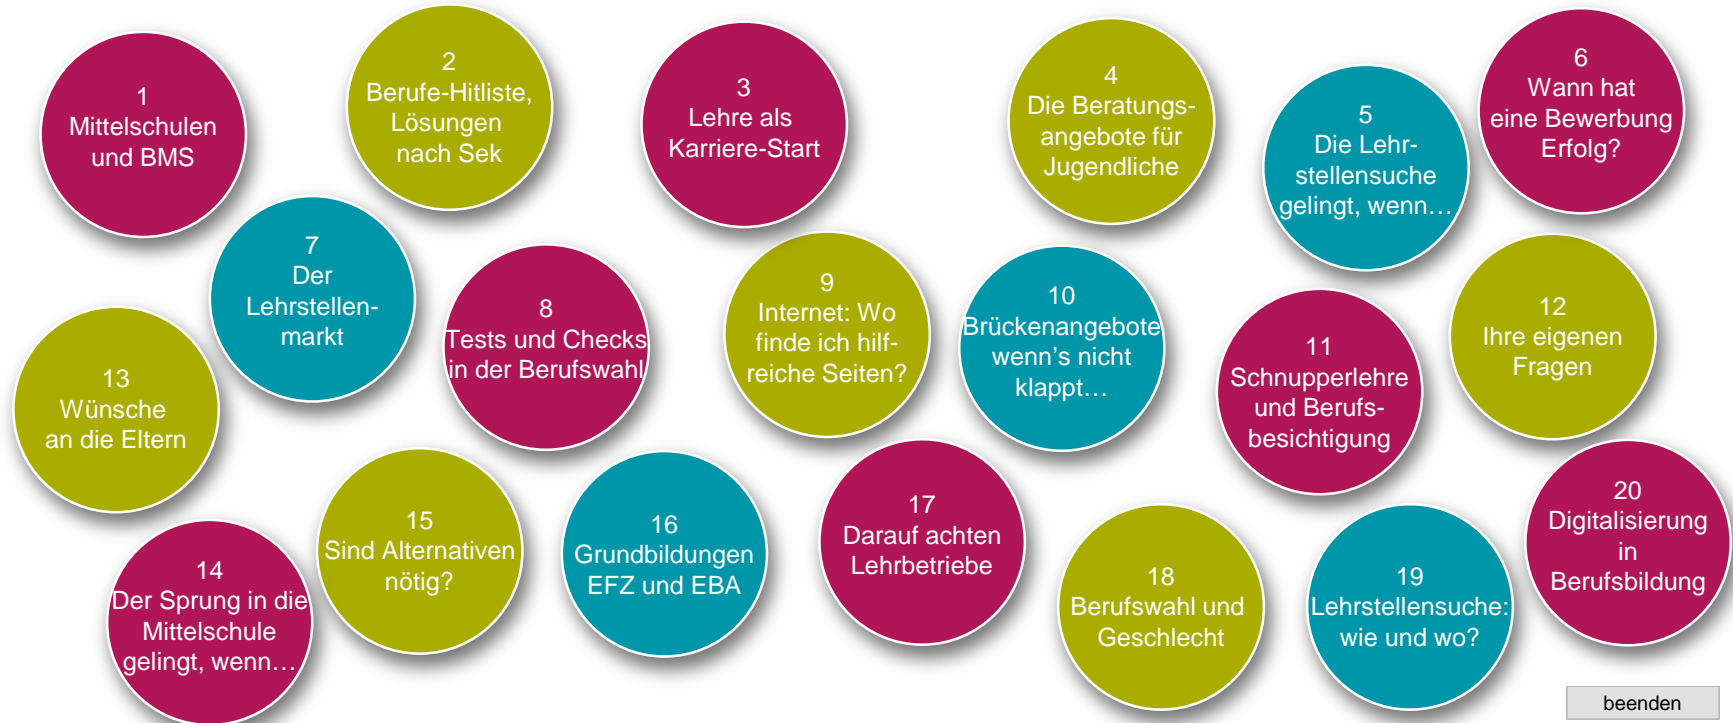 1
Mittelschulen
und BMS
2
Berufe-Hitliste,
Lösungen
nach Sek
3
Lehre als
Karriere-Start
4
Die Beratungs-
angebote für
Jugendliche
5
Die Lehr-
stellensuche
gelingt, wenn…
6
Wann hat
eine Bewerbung
Erfolg?
7
Der
Lehrstellen-
markt
8
Tests und Checks
in der Berufswahl
9
Internet: Wo
finde ich hilf-
reiche Seiten?
10
Brückenangebote
wenn's nicht
klappt…
11
Schnupperlehre
und Berufs-
besichtigung
12
Ihre eigenen
Fragen
13
Wünsche
an die Eltern
14
Der Sprung in die
Mittelschule
gelingt, wenn…
15
Sind Alternativen
nötig?
16
Grundbildungen
EFZ und EBA
17
Darauf achten
Lehrbetriebe
18
Berufswahl und
Geschlecht
19
Lehrstellensuche:
wie und wo?
20
Digitalisierung
in
Berufsbildung
beenden